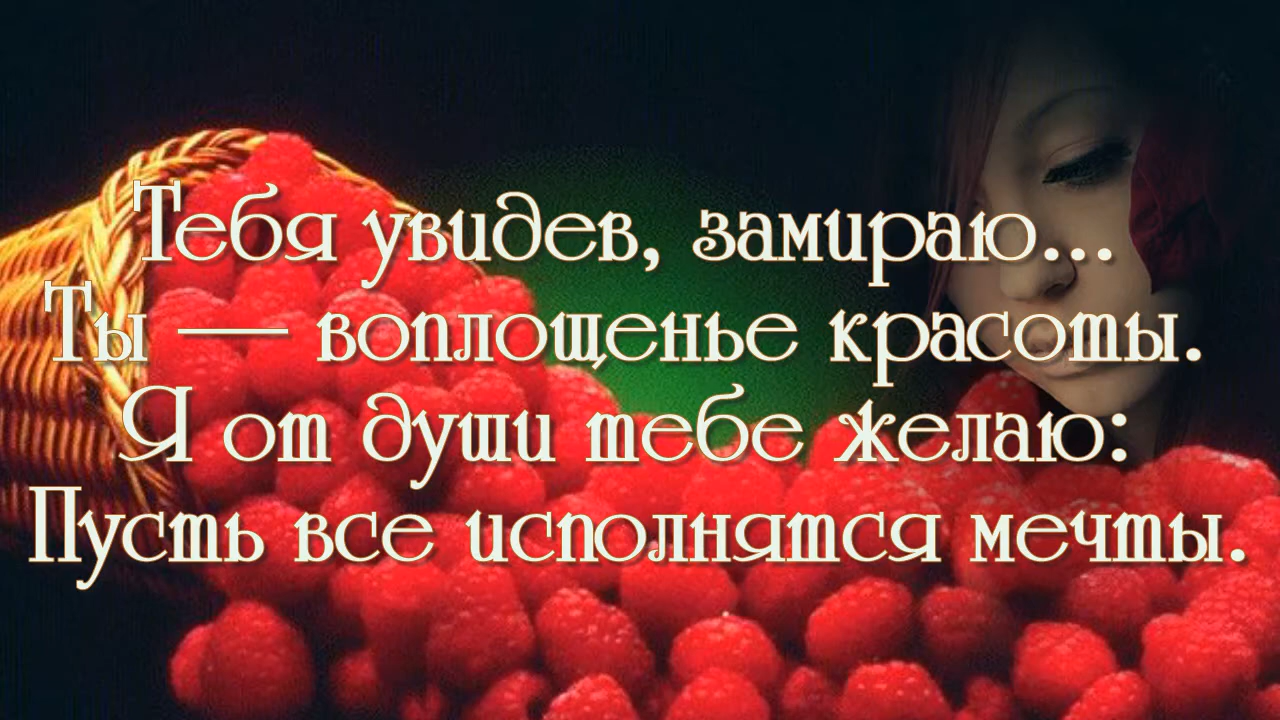 Тебя увидев, замираю...
Ты — воплощенье красоты.
Я от души тебе желаю:
Пусть все исполнятся мечты.